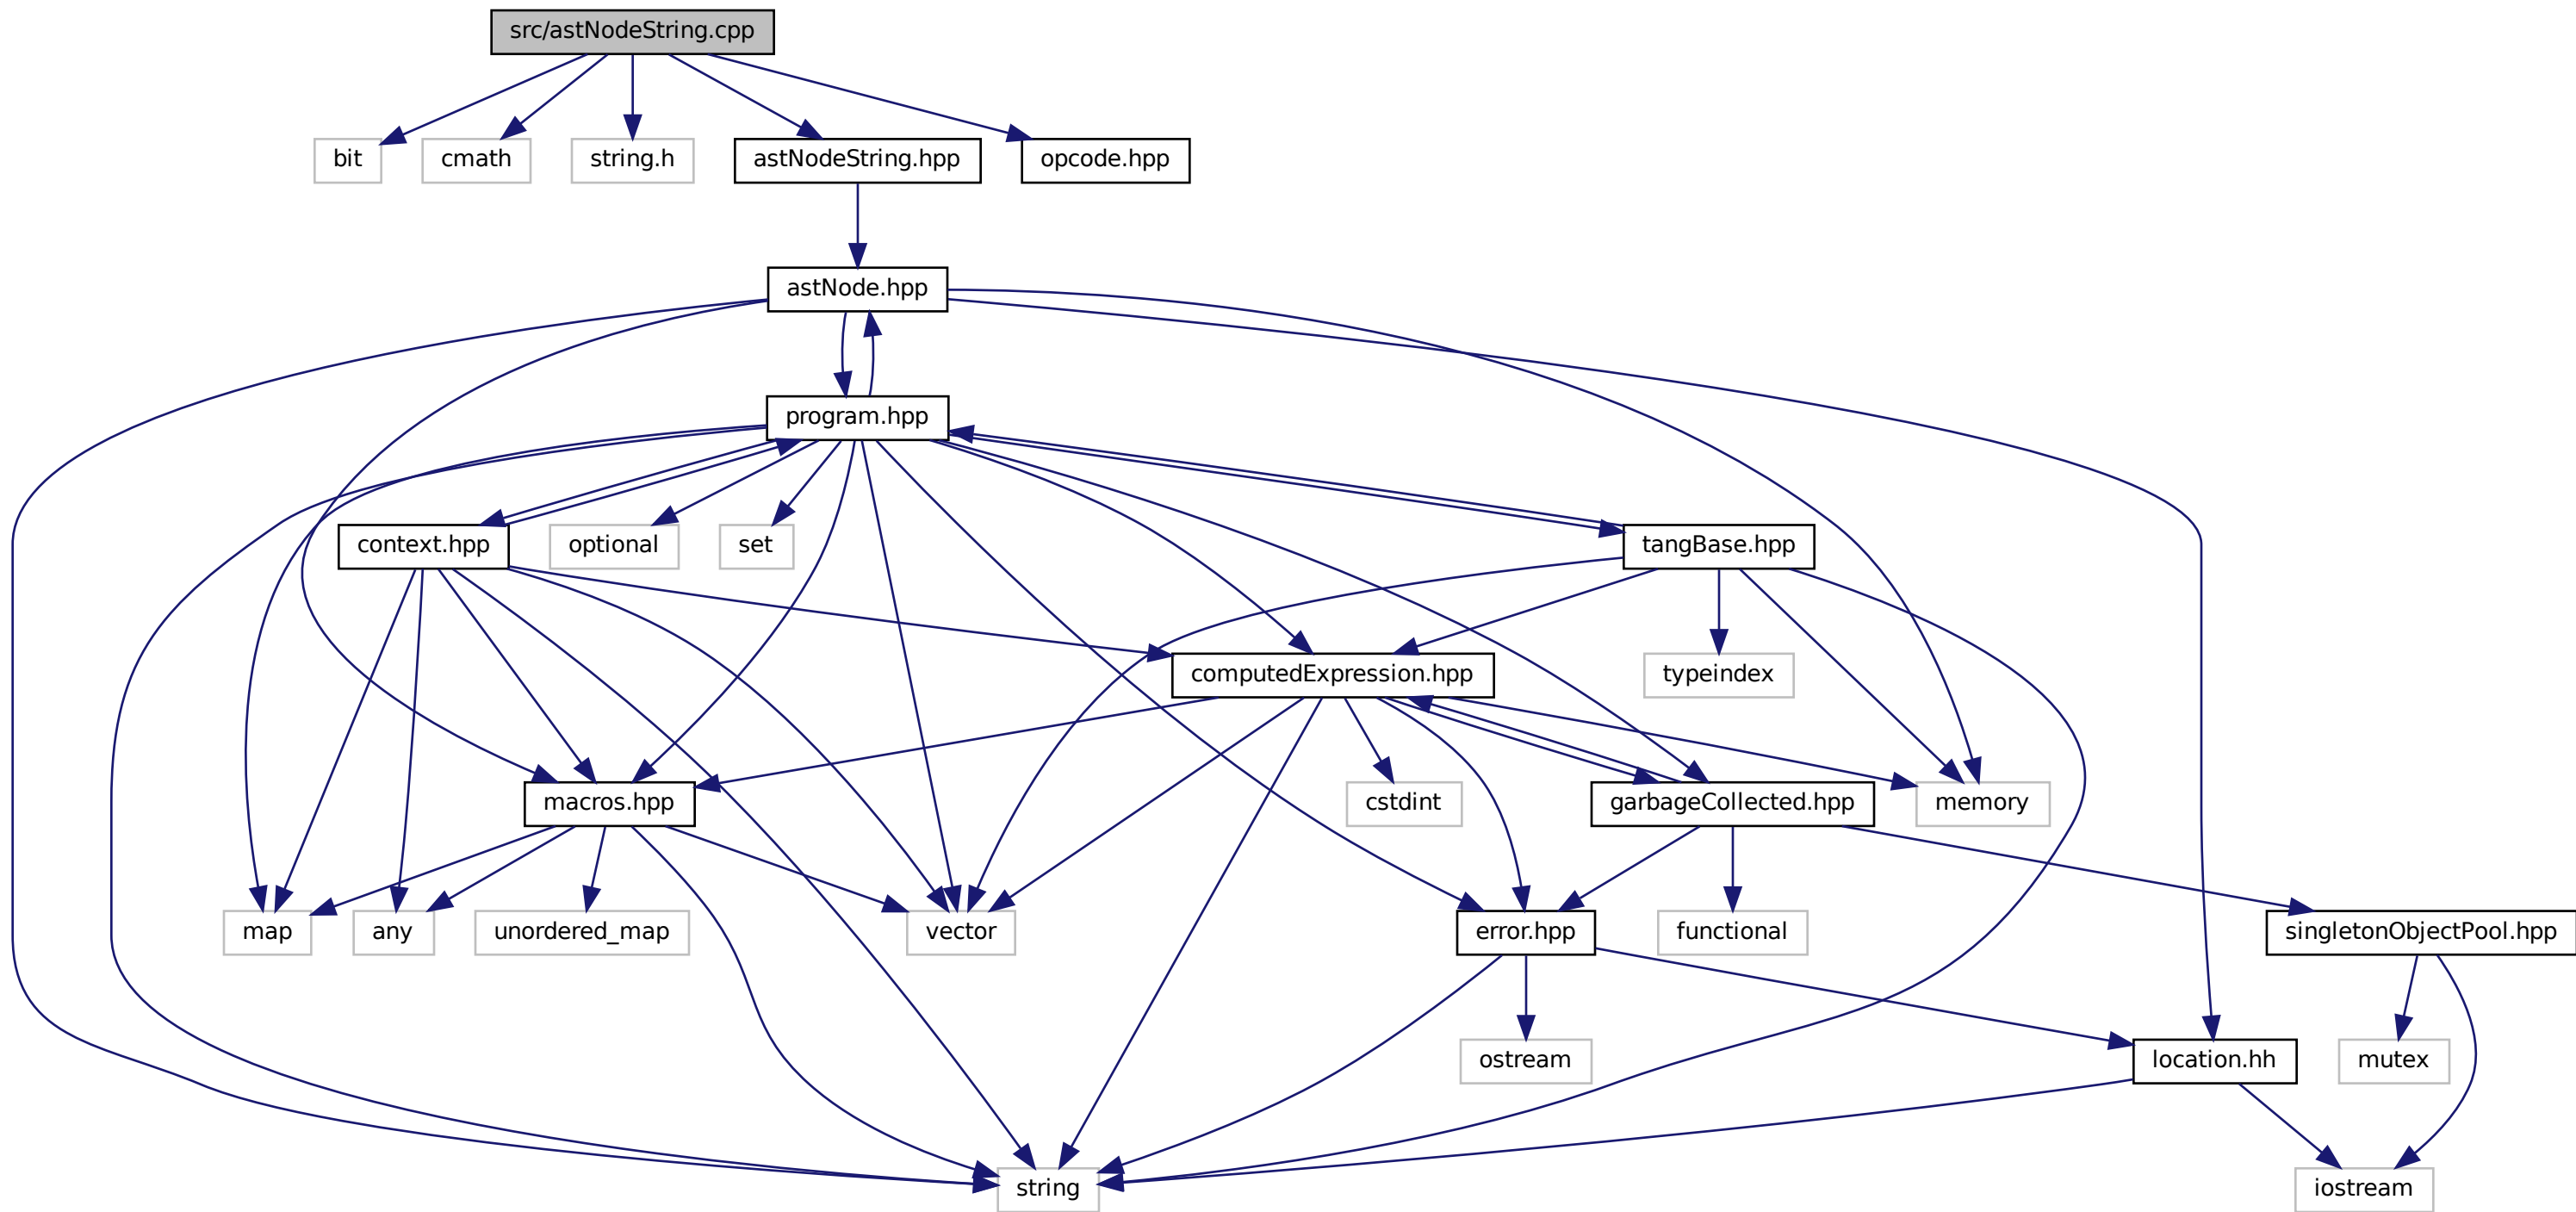 src/astNodeString.cpp
bit
cmath
string.h
astNodeString.hpp
opcode.hpp
astNode.hpp
program.hpp
context.hpp
optional
set
tangBase.hpp
computedExpression.hpp
typeindex
macros.hpp
cstdint
garbageCollected.hpp
memory
map
any
unordered_map
vector
error.hpp
functional
singletonObjectPool.hpp
ostream
location.hh
mutex
string
iostream